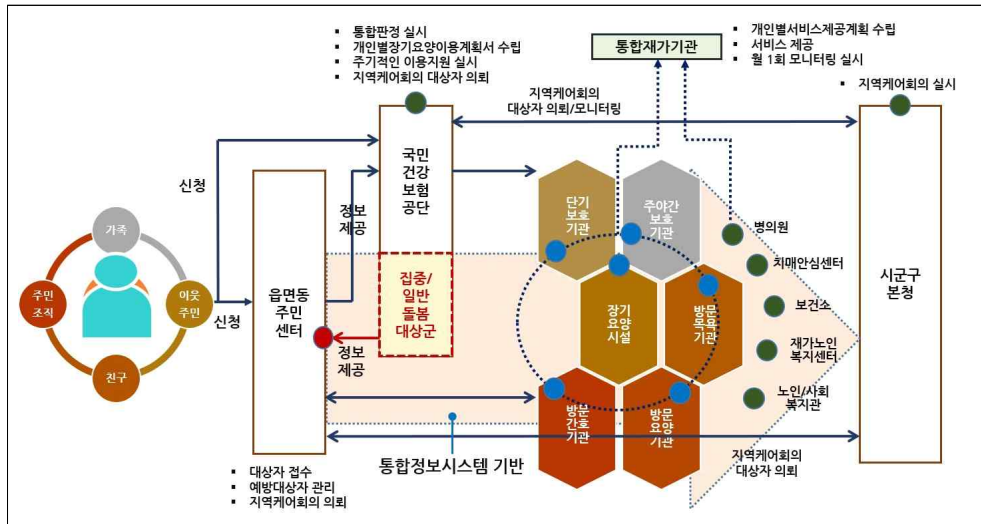 ▪ 통합판정 실시
▪ 개인별장기요양이용계획서 수립
▪ 주기적인 이용지원 실시
▪ 지역케어회의 대상자 의뢰
통합재가기관
▪ 개인별서비스제공계획 수립
▪ 서비스 제공
▪ 월 1회 모니터링 실시
▪ 지역케어회의 실시
지역케어회의
대상자 의뢰/모니터링
국민
건강
보험
공단
신청
정보
제공
가족
주민
조직
이웃
주민
친구
신청
읍면동
주민
센터
집중/
일반
돌봄
대상군
정보
제공
단기
보호
기관
주야간
보호
기관
장기
요양
시설
방문
목욕
기관
방문
간호
기관
방문
요양
기관
병의원
치매안심센터
보건소
재가노인
복지센터
노인/사회
복지관
시군구
본청
지역케어회의
대상자 의뢰
통합정보시스템 기반
▪ 대상자 접수
▪ 예방대상자 관리
▪ 지역케어회의 의뢰